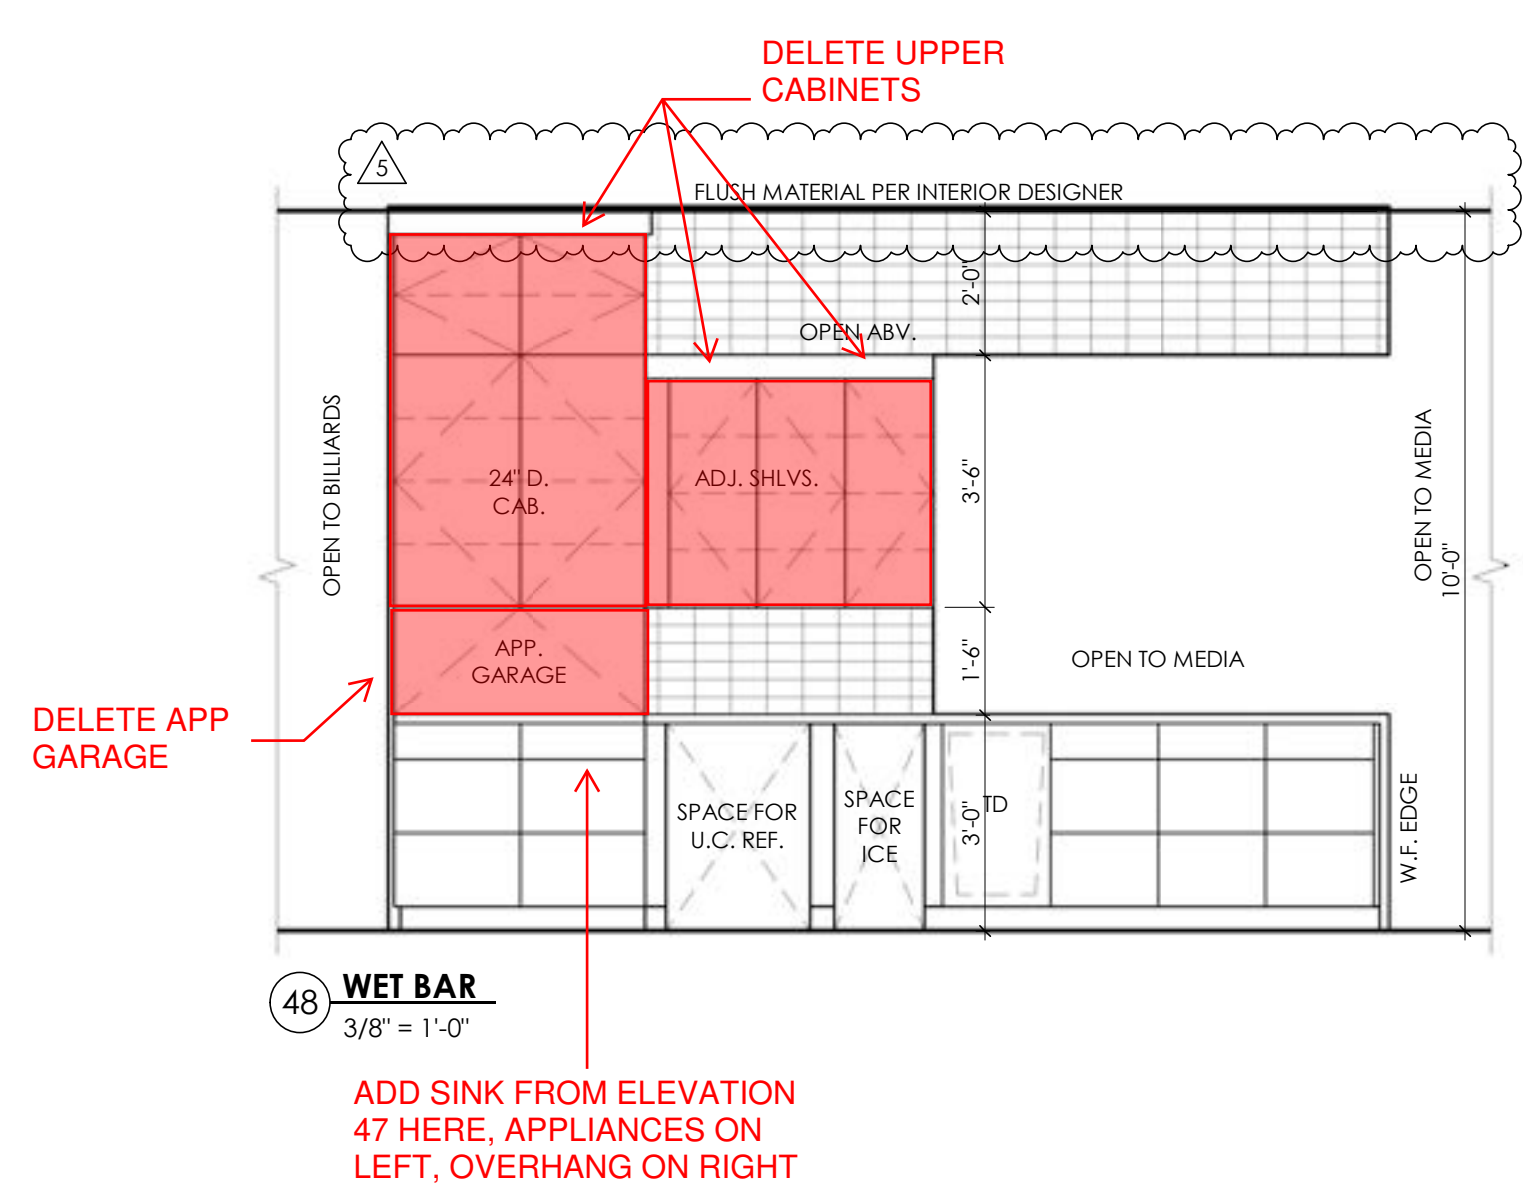 DELETE UPPER
CABINETS
5
FLUSH MATERIAL PER INTERIOR DESIGNER
2'-0"
OPEN ABV.
OPEN TO BILLIARDS
24" D.
CAB.
ADJ. SHLVS.
3'-6"
OPEN TO MEDIA
10'-0"
APP.
GARAGE
1'-6"
OPEN TO MEDIA
DELETE APP
GARAGE
SPACE FOR
U.C. REF.
SPACE
FOR
ICE
3'-0"
TD
W.F. EDGE
48
WET BAR
3/8" = 1'-0"
ADD SINK FROM ELEVATION
47 HERE, APPLIANCES ON
LEFT, OVERHANG ON RIGHT